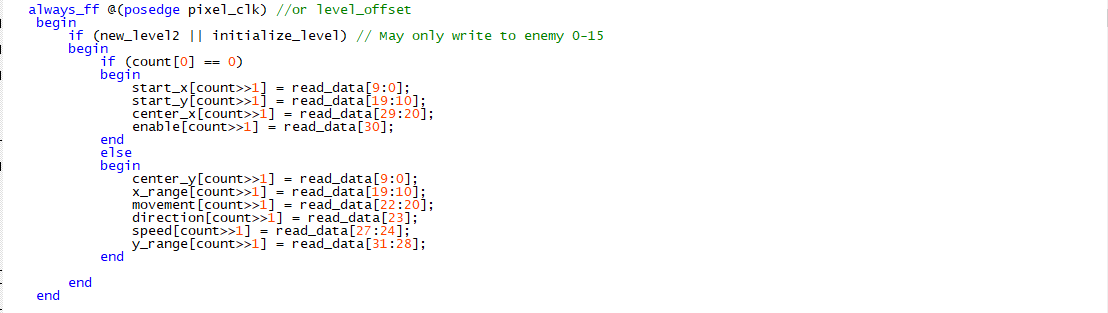 always_ff @(posedge pixel_clk) //or level_offset
begin
if (new_level2 || initialize_level) // May only write to enemy 0-15
begin
if (count[0] == 0)
begin
start_x[count>>1] = read_data[9:0];
start_y[count>>1] = read_data[19:10];
center_x[count>>1] = read_data[29:20];
enable[count>>1] = read_data[30];
end
else
begin
center_y[count>>1] = read_data[9:0];
x_range[count>>1] = read_data[19:10];
movement[count>>1] = read_data[22:20];
direction[count>>1] = read_data[23];
speed[count>>1] = read_data[27:24];
y_range[count>>1] = read_data[31:28];
end
end
end